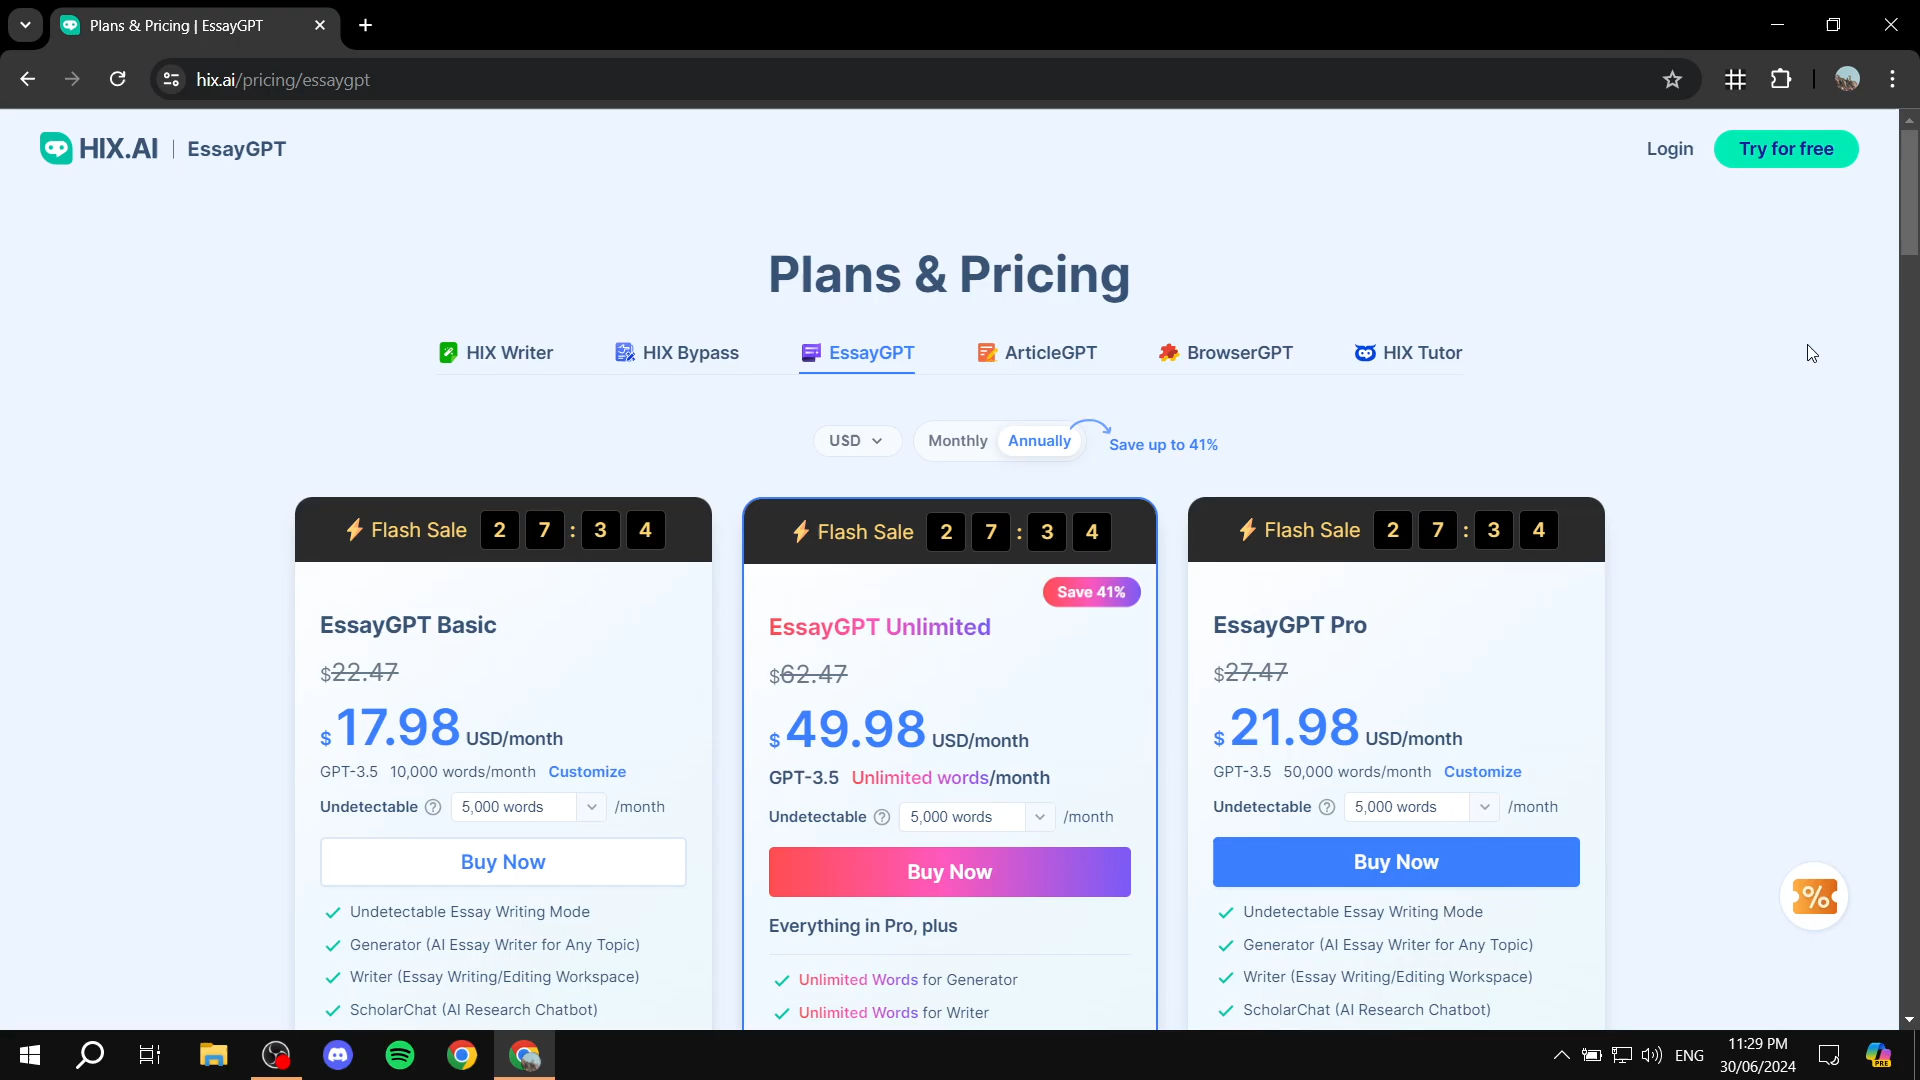 Plans & Pricing | EssayGPT
hix.ai/pricing/essaygpt
HIX.AI | EssayGPT
Login
Try for free
Plans & Pricing
HIX Writer
HIX Bypass
EssayGPT
ArticleGPT
BrowserGPT
HIX Tutor
USD
Monthly
Annually
Save up to 41%
Flash Sale 2 7 : 3 4
EssayGPT Basic
$22.47
$17.98 USD/month
GPT-3.5 10,000 words/month Customize
Undetectable ? 5,000 words /month
Buy Now
Undetectable Essay Writing Mode
Generator (AI Essay Writer for Any Topic)
Writer (Essay Writing/Editing Workspace)
ScholarChat (AI Research Chatbot)
Flash Sale 2 7 : 3 4
Save 41%
EssayGPT Unlimited
$62.47
$49.98 USD/month
GPT-3.5 Unlimited words/month
Undetectable ? 5,000 words /month
Buy Now
Everything in Pro, plus
Unlimited Words for Generator
Unlimited Words for Writer
Flash Sale 2 7 : 3 4
EssayGPT Pro
$27.47
$21.98 USD/month
GPT-3.5 50,000 words/month Customize
Undetectable ? 5,000 words /month
Buy Now
Undetectable Essay Writing Mode
Generator (AI Essay Writer for Any Topic)
Writer (Essay Writing/Editing Workspace)
ScholarChat (AI Research Chatbot)
%
ENG
11:29 PM
30/06/2024
PRE